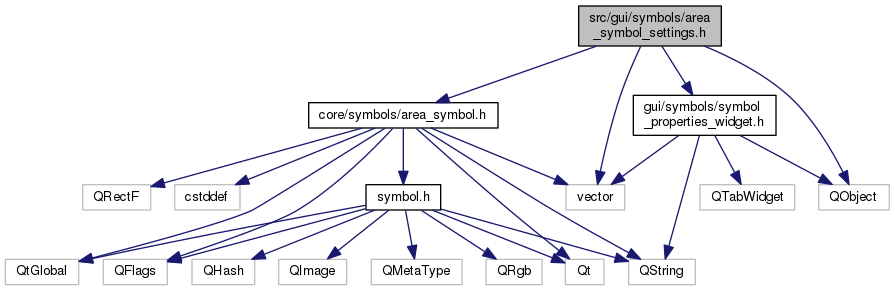 src/gui/symbols/area
_symbol_settings.h
core/symbols/area_symbol.h
gui/symbols/symbol
_properties_widget.h
QRectF
cstddef
symbol.h
vector
QTabWidget
QObject
QtGlobal
QFlags
QHash
QImage
QMetaType
QRgb
Qt
QString